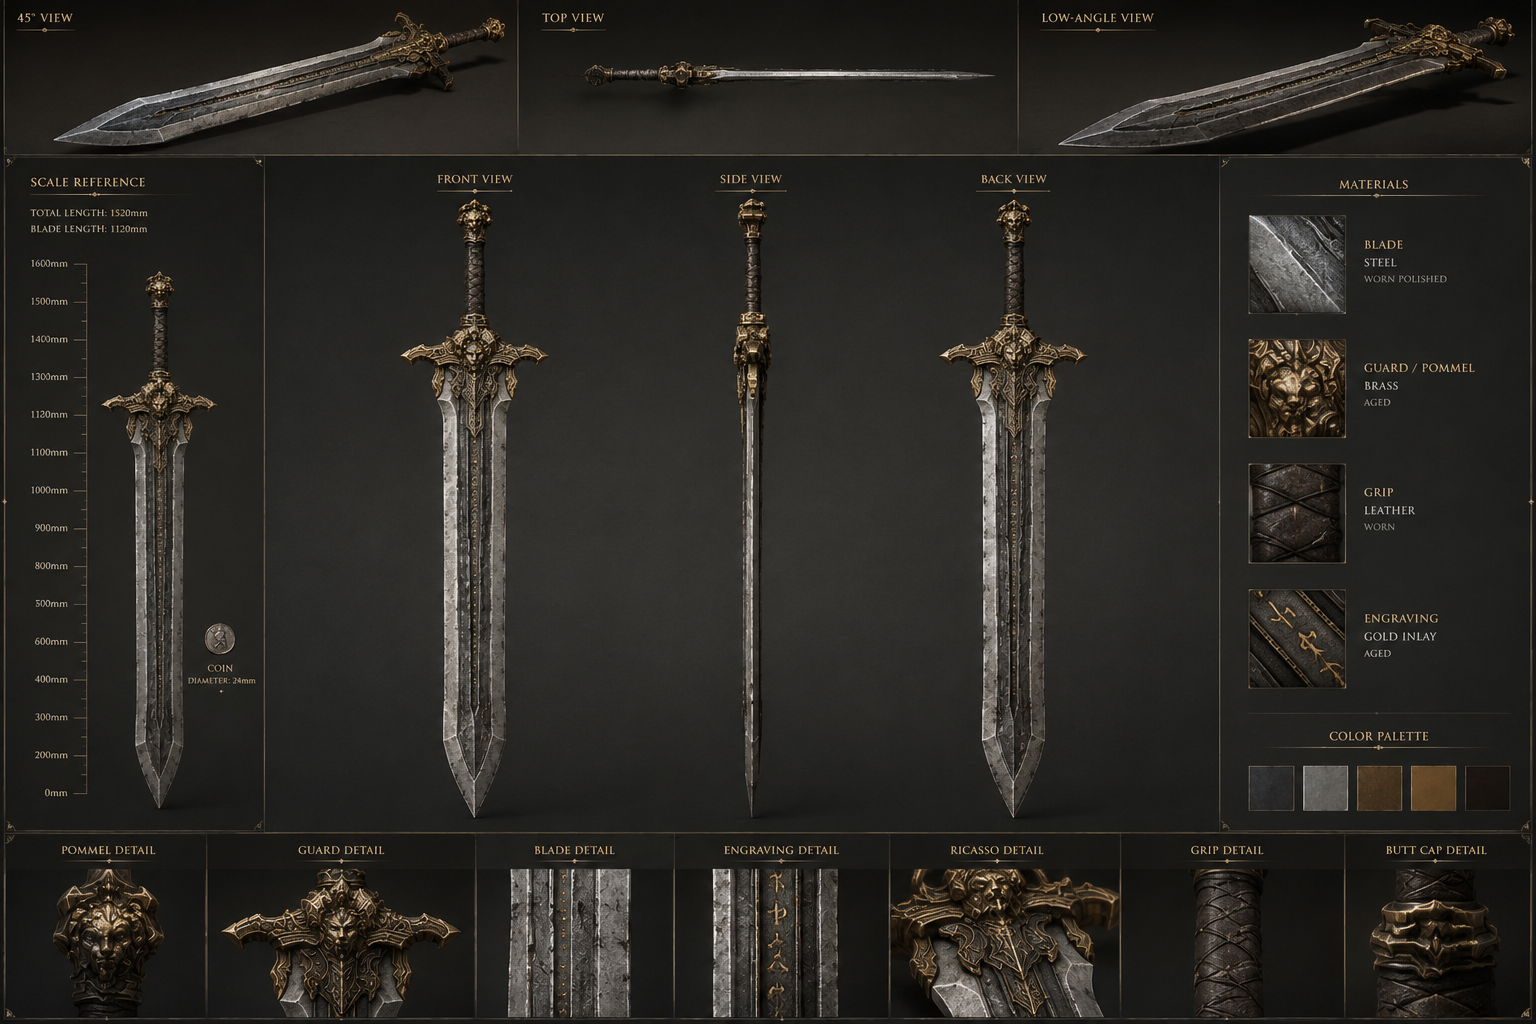 45° VIEW
TOP VIEW
LOW-ANGLE VIEW
SCALE REFERENCE
TOTAL LENGTH: 1520mm
BLADE LENGTH: 1120mm
1600mm
1500mm
1400mm
1300mm
1120mm
1100mm
1000mm
900mm
800mm
500mm
600mm
400mm
300mm
200mm
0mm
COIN
DIAMETER: 24mm
FRONT VIEW
SIDE VIEW
BACK VIEW
MATERIALS
BLADE
STEEL
WORN POLISHED
GUARD / POMMEL
BRASS
AGED
GRIP
LEATHER
WORN
ENGRAVING
GOLD INLAY
AGED
COLOR PALETTE
POMMEL DETAIL
GUARD DETAIL
BLADE DETAIL
ENGRAVING DETAIL
RICASSO DETAIL
GRIP DETAIL
BUTT CAP DETAIL